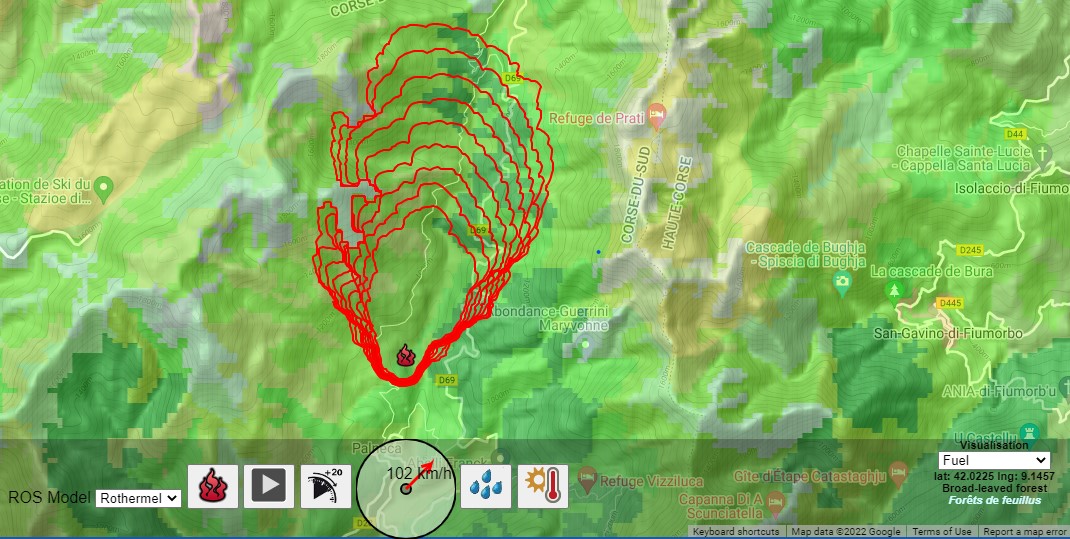 CORSE-D
D69
Refuge de Prati
D44
Chapelle Sainte-Lucie
- Cappella Santa Lucia
ation de Ski du
se - Stazioe di...
Isolaccio-di-Fiumo
CORSE-DU-SUD
HAUTE-CORSE
D69
Cascade de Bughja
- Spiscia di Bughja
D245
La cascade de Bura
D445
bondance-Guerrini
Maryvonne
San-Gavino-di-Fiumorbo
D69
ANIA-di-Fiumorb'u
U Castellu
Visualisation
Palneca
Fuel
102 km/h
+20
ROS Model
Rothermel
Refuge Vizziluca
Gîte d'Etape Catastaghju
lat: 42.0225 lng: 9.1457
Broad-leaved forest
Forêts de feuillus
Capanna Di A
Scunciatella
Keyboard shortcuts
Map data ©2022 Google
Terms of Use
Report a map error